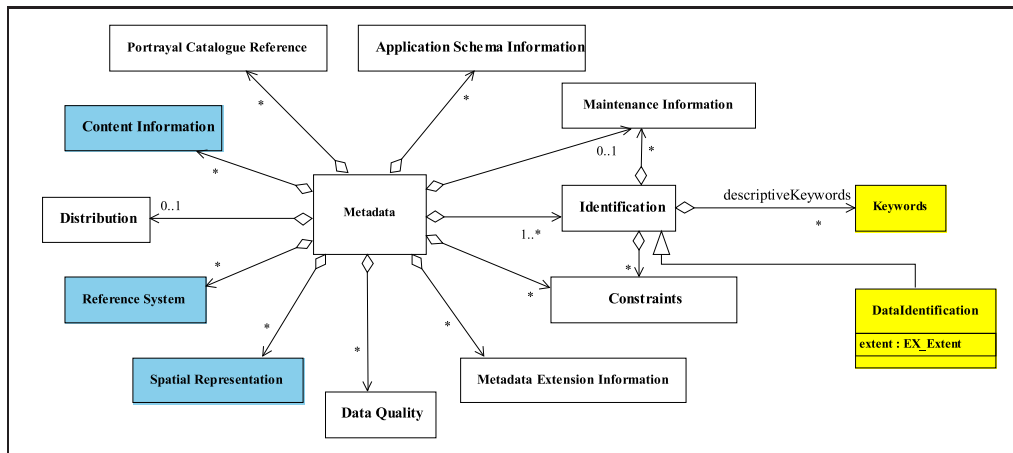 Portrayal Catalogue Reference
Application Schema Information
*
*
Maintenance Information
Content Information
*
0..1
*
Metadata
Identification
descriptiveKeywords
Keywords
*
Distribution
0..1
1..*
*
*
Reference System
*
Constraints
DataIdentification
extent : EX_Extent
*
*
*
Spatial Representation
Metadata Extension Information
Data Quality